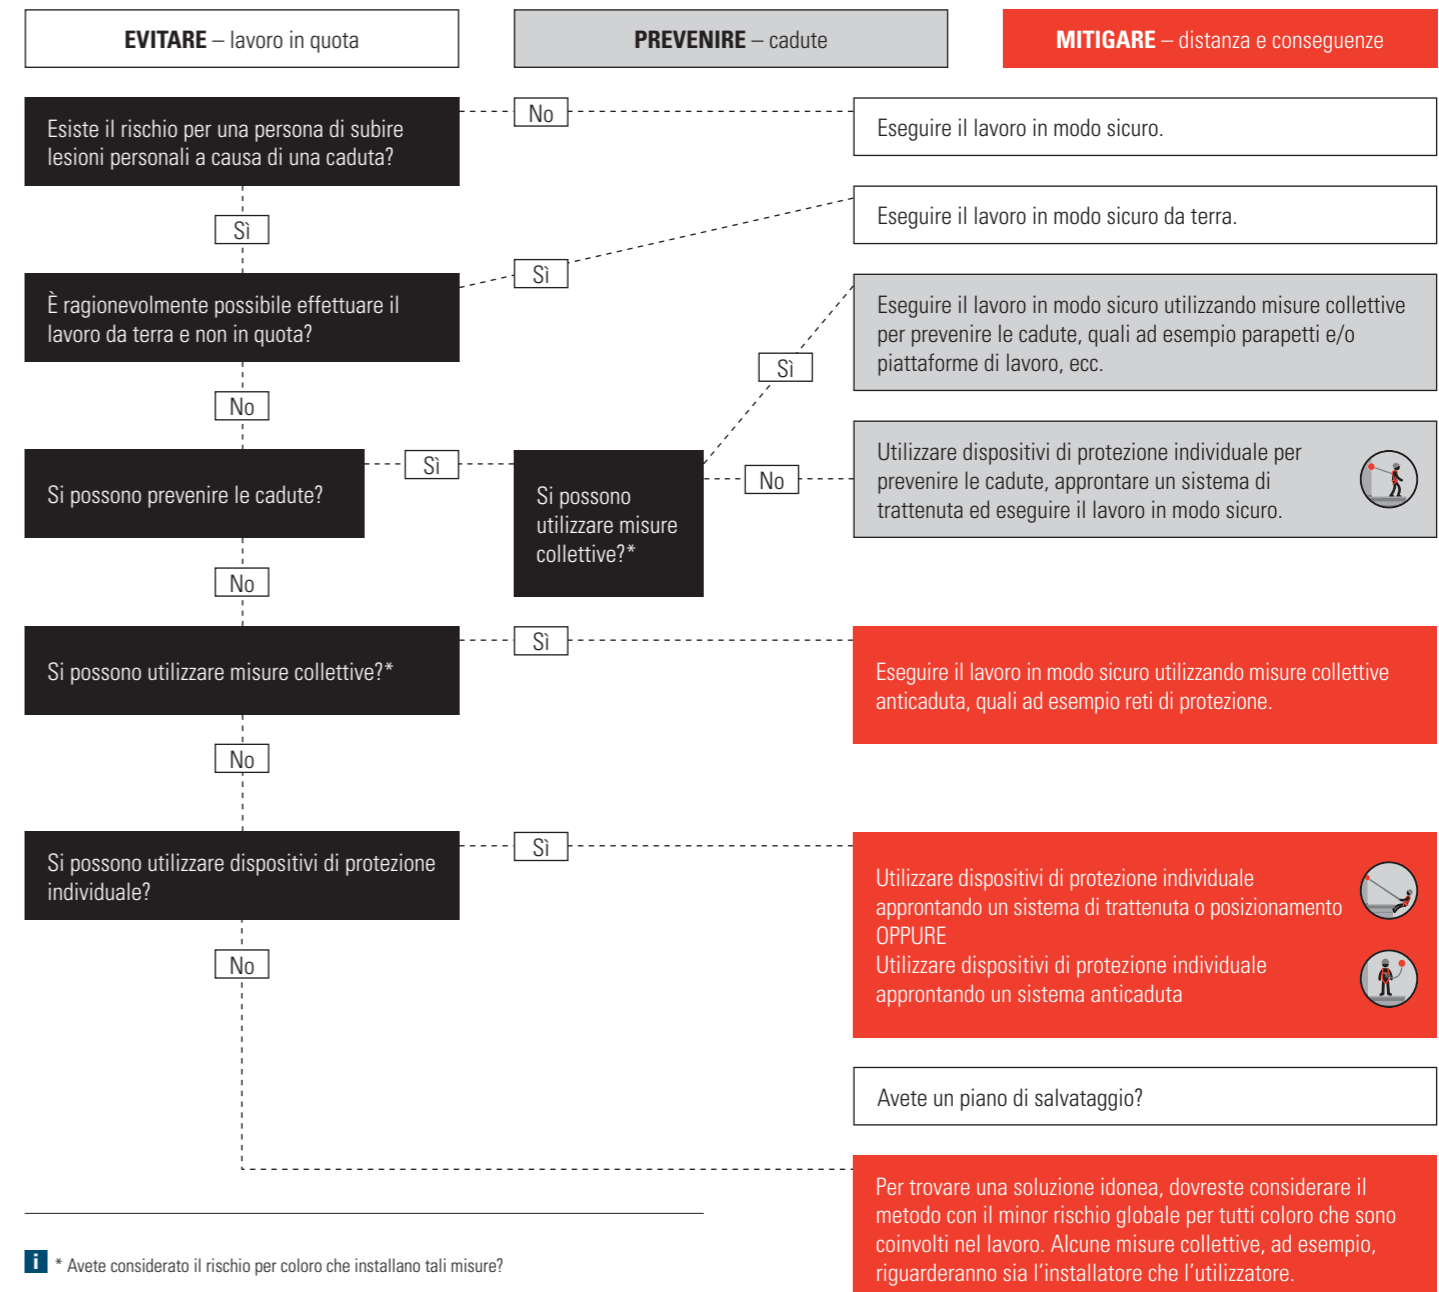 EVITARE – lavoro in quota
PREVENIRE – cadute
MITIGARE – distanza e conseguenze
Esiste il rischio per una persona di subire
lesioni personali a causa di una caduta?
No
Eseguire il lavoro in modo sicuro.
Sì
È ragionevolmente possibile effettuare il
lavoro da terra e non in quota?
Sì
Eseguire il lavoro in modo sicuro da terra.
No
Si possono prevenire le cadute?
Sì
Si possono
utilizzare misure
collettive?*
Sì
Eseguire il lavoro in modo sicuro utilizzando misure collettive
per prevenire le cadute, quali ad esempio parapetti e/o
piattaforme di lavoro, ecc.
No
Utilizzare dispositivi di protezione individuale per
prevenire le cadute, approntare un sistema di
trattenuta ed eseguire il lavoro in modo sicuro.
No
Si possono utilizzare misure collettive?*
Sì
Eseguire il lavoro in modo sicuro utilizzando misure collettive
anticaduta, quali ad esempio reti di protezione.
No
Si possono utilizzare dispositivi di protezione
individuale?
Sì
Utilizzare dispositivi di protezione individuale
approntando un sistema di trattenuta o posizionamento
OPPURE
Utilizzare dispositivi di protezione individuale
approntando un sistema anticaduta
No
Avete un piano di salvataggio?
Per trovare una soluzione idonea, dovreste considerare il
metodo con il minor rischio globale per tutti coloro che sono
coinvolti nel lavoro. Alcune misure collettive, ad esempio,
riguarderanno sia l’installatore che l’utilizzatore.
i * Avete considerato il rischio per coloro che installano tali misure?